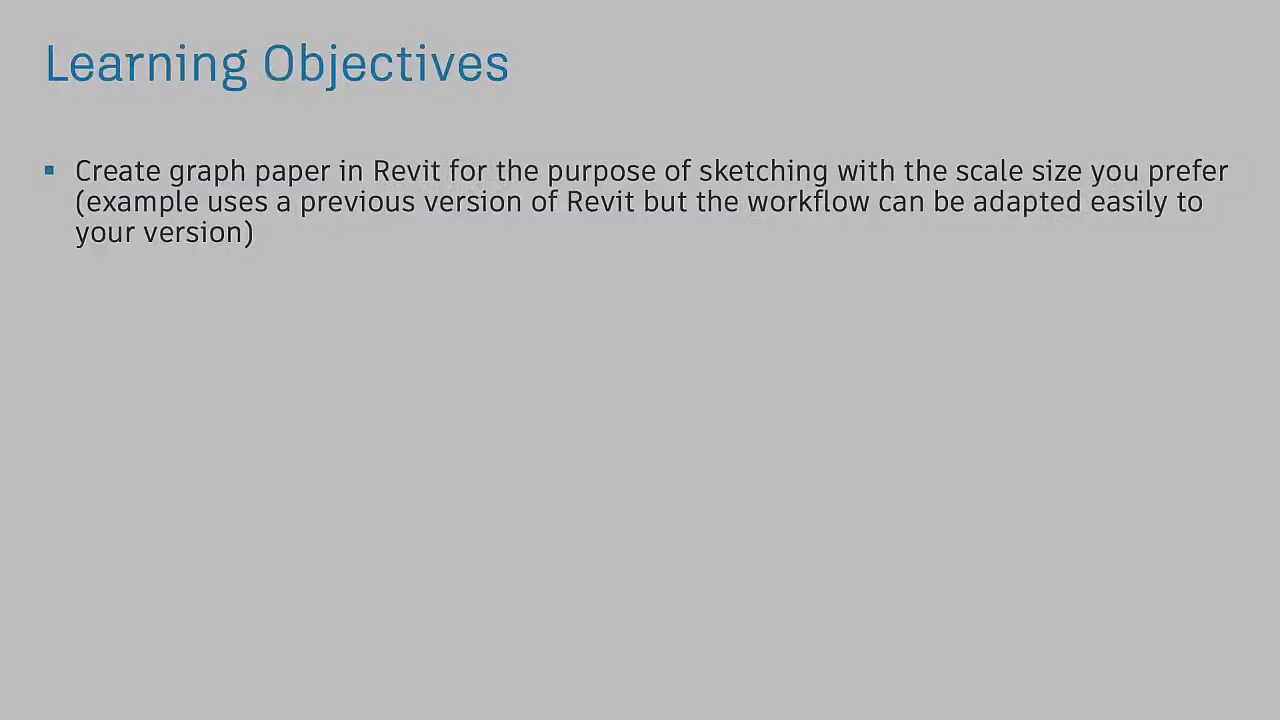 Learning Objectives
Create graph paper in Revit for the purpose of sketching with the scale size you prefer
(example uses a previous version of Revit but the workflow can be adapted easily to
your version)